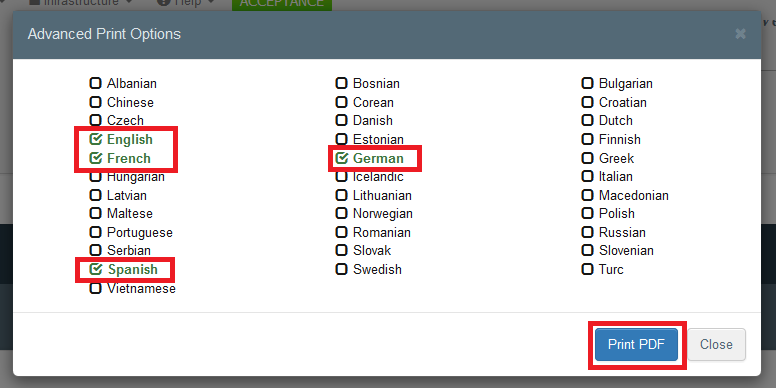 Infrastructure Help ACCEPTANCE
Advanced Print Options
Albanian Bosnian Bulgarian
Chinese Corean Croatian
Czech Danish Dutch
English Estonian Finnish
French German Greek
Hungarian Icelandic Italian
Latvian Lithuanian Macedonian
Maltese Norwegian Polish
Portuguese Romanian Russian
Serbian Slovak Slovenian
Spanish Swedish Turc
Vietnamese
Print PDF Close